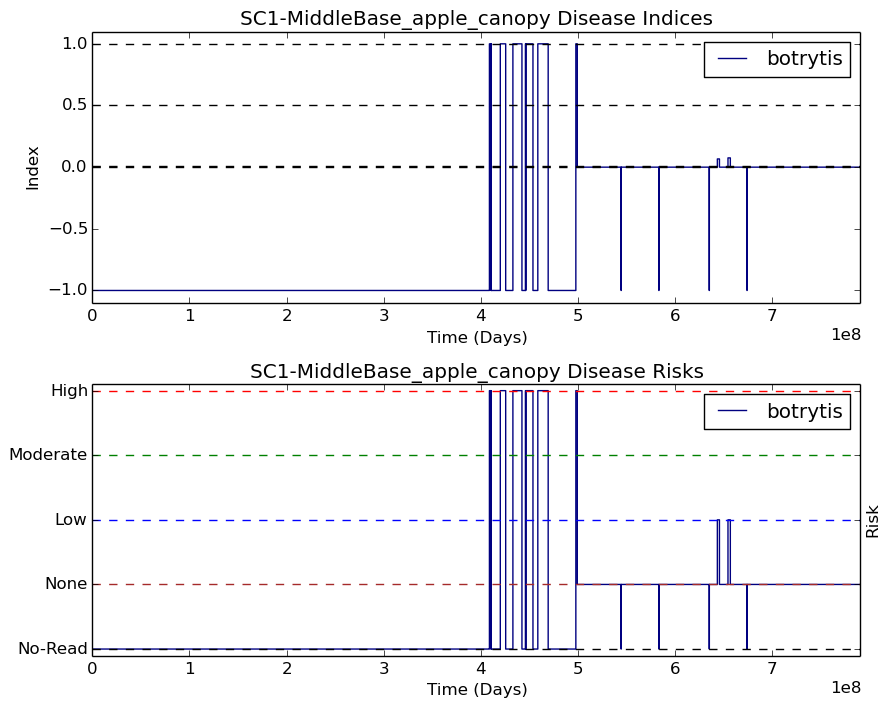 SC1-MiddleBase_apple_canopy Disease Indices
1.0
0.5
0.0
−0.5
−1.0
Index
botrytis
0 1 2 3 4 5 6 7
1e8
Time (Days)
SC1-MiddleBase_apple_canopy Disease Risks
High
Moderate
Low
None
No-Read
botrytis
Risk
0 1 2 3 4 5 6 7
1e8
Time (Days)